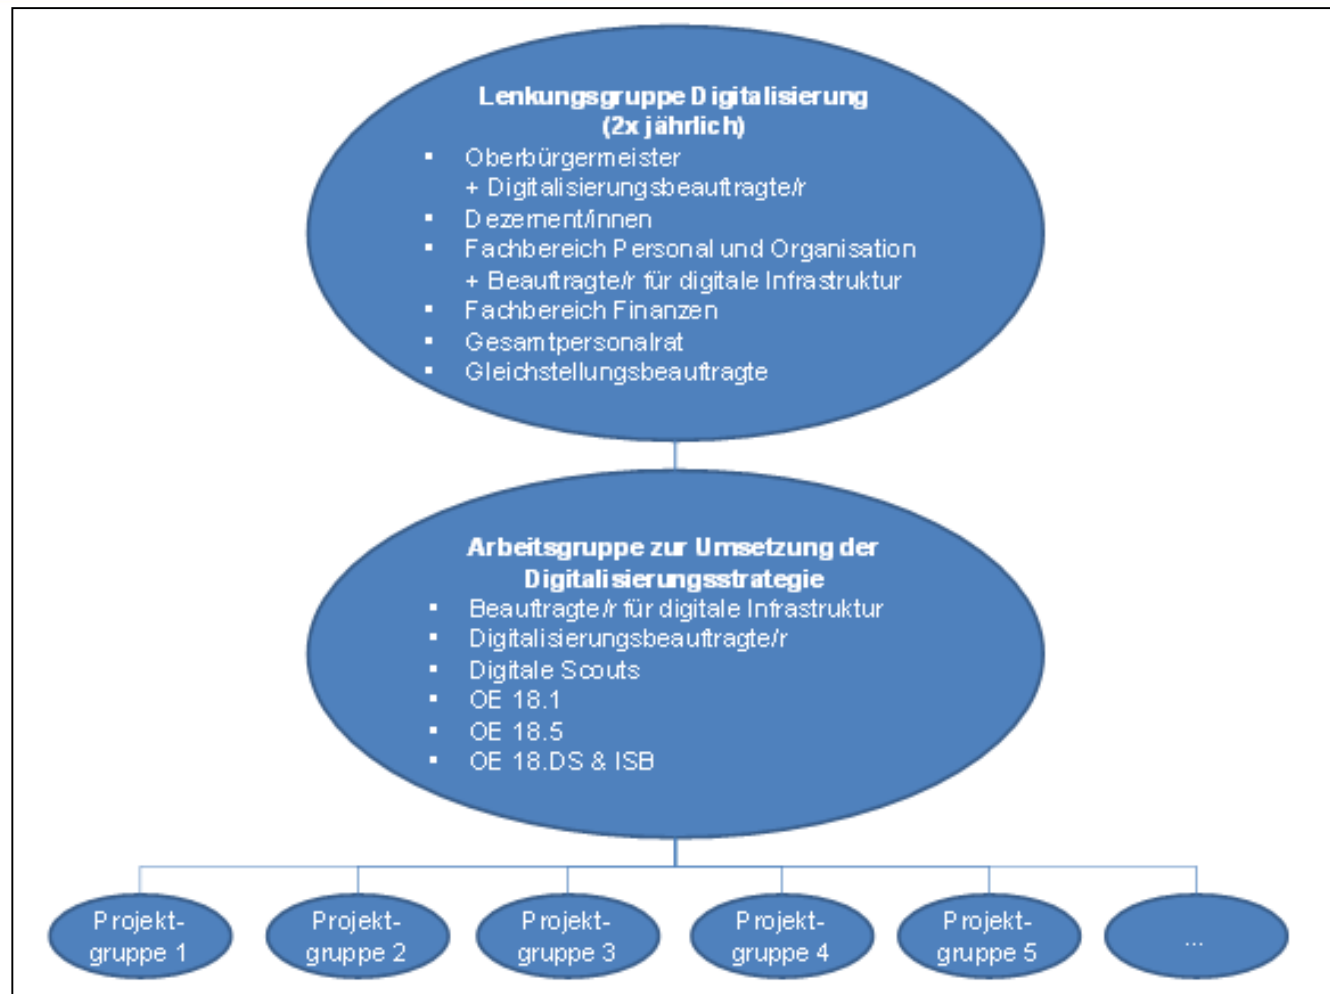 Lenkungsgruppe Digitalisierung
(2x jährlich)
▪ Oberbürgermeister
+ Digitalisierungsbeauftragte/r
▪ Dezernent/innen
▪ Fachbereich Personal und Organisation
+ Beauftragte/r für digitale Infrastruktur
▪ Fachbereich Finanzen
▪ Gesamtpersonalrat
▪ Gleichstellungsbeauftragte
Arbeitsgruppe zur Umsetzung der
Digitalisierungsstrategie
▪ Beauftragte/r für digitale Infrastruktur
▪ Digitalisierungsbeauftragte/r
▪ Digitale Scouts
▪ OE 18.1
▪ OE 18.5
▪ OE 18.DS & ISB
Projekt-
gruppe 1
Projekt-
gruppe 2
Projekt-
gruppe 3
Projekt-
gruppe 4
Projekt-
gruppe 5
...